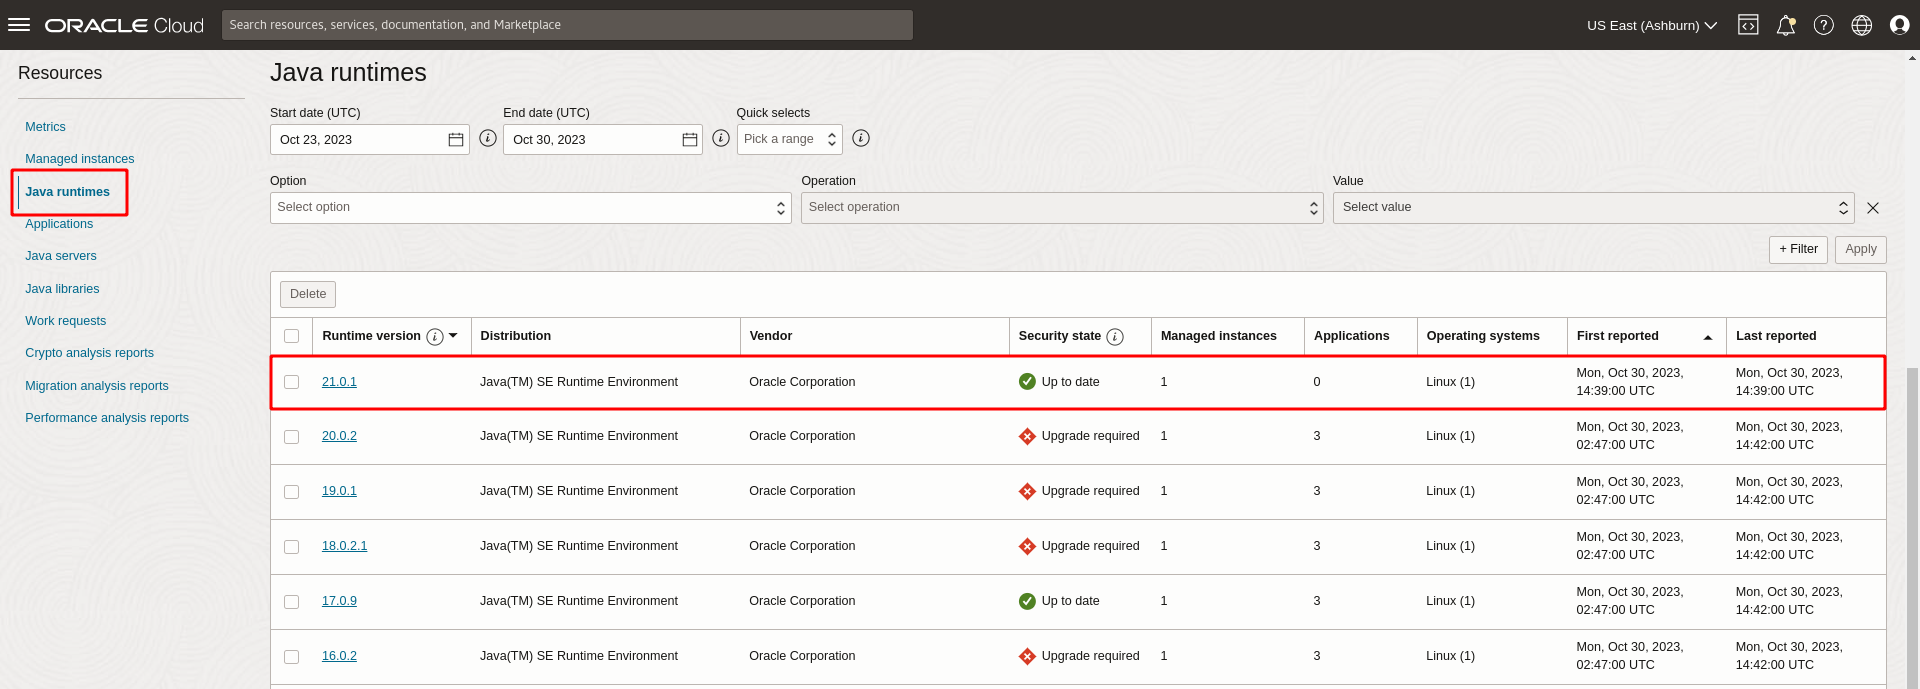 ORACLE Cloud
Search resources, services, documentation, and Marketplace
US East (Ashburn)
Resources
Metrics
Managed instances
Java runtimes
Applications
Java servers
Java libraries
Work requests
Crypto analysis reports
Migration analysis reports
Performance analysis reports
Java runtimes
Start date (UTC) End date (UTC) Quick selects
Oct 23, 2023 Oct 30, 2023 Pick a range
Option Operation Value
Select option Select operation Select value
+ Filter Apply
Delete
Runtime version Distribution Vendor Security state Managed instances Applications Operating systems First reported Last reported
21.0.1 Java(TM) SE Runtime Environment Oracle Corporation Up to date 1 0 Linux (1) Mon, Oct 30, 2023, Mon, Oct 30, 2023,
14:39:00 UTC 14:39:00 UTC
20.0.2 Java(TM) SE Runtime Environment Oracle Corporation Upgrade required 1 3 Linux (1) Mon, Oct 30, 2023, Mon, Oct 30, 2023,
02:47:00 UTC 14:42:00 UTC
19.0.1 Java(TM) SE Runtime Environment Oracle Corporation Upgrade required 1 3 Linux (1) Mon, Oct 30, 2023, Mon, Oct 30, 2023,
02:47:00 UTC 14:42:00 UTC
18.0.2.1 Java(TM) SE Runtime Environment Oracle Corporation Upgrade required 1 3 Linux (1) Mon, Oct 30, 2023, Mon, Oct 30, 2023,
02:47:00 UTC 14:42:00 UTC
17.0.9 Java(TM) SE Runtime Environment Oracle Corporation Up to date 1 3 Linux (1) Mon, Oct 30, 2023, Mon, Oct 30, 2023,
02:47:00 UTC 14:42:00 UTC
16.0.2 Java(TM) SE Runtime Environment Oracle Corporation Upgrade required 1 3 Linux (1) Mon, Oct 30, 2023, Mon, Oct 30, 2023,
02:47:00 UTC 14:42:00 UTC